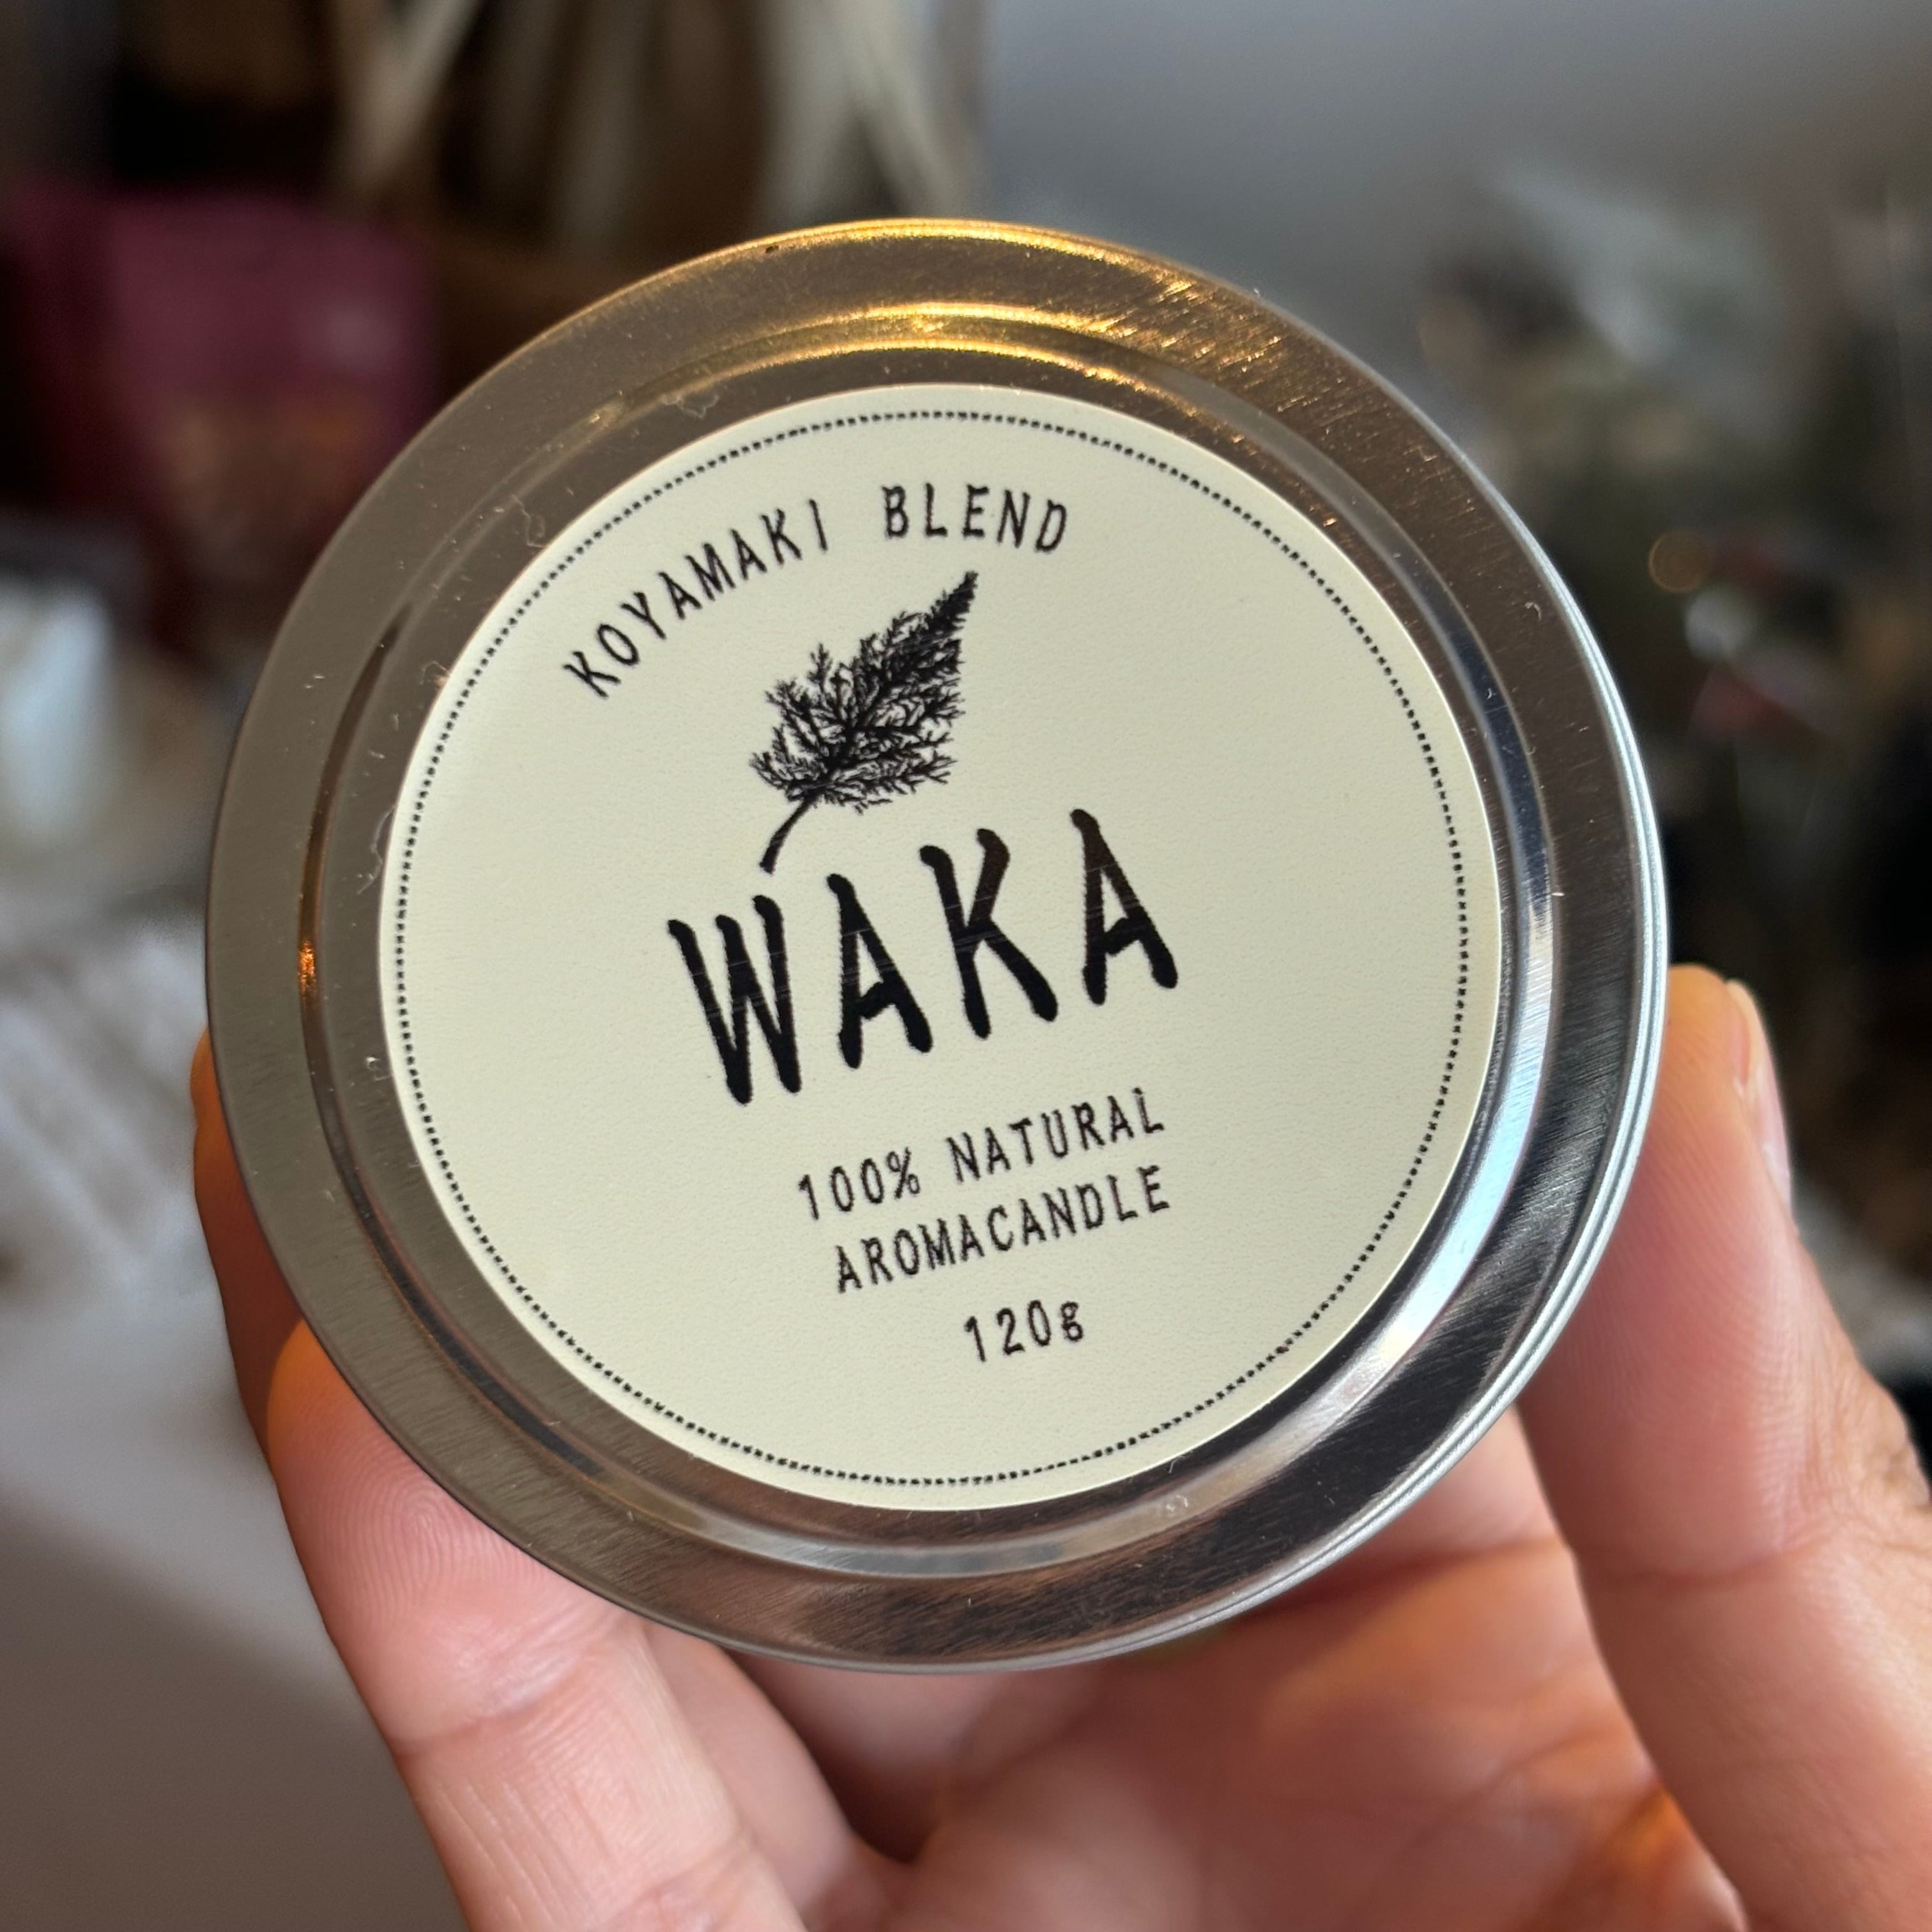 KOYAMAKI BLEND
WAKA
100% NATURAL
AROMACANDLE
120g